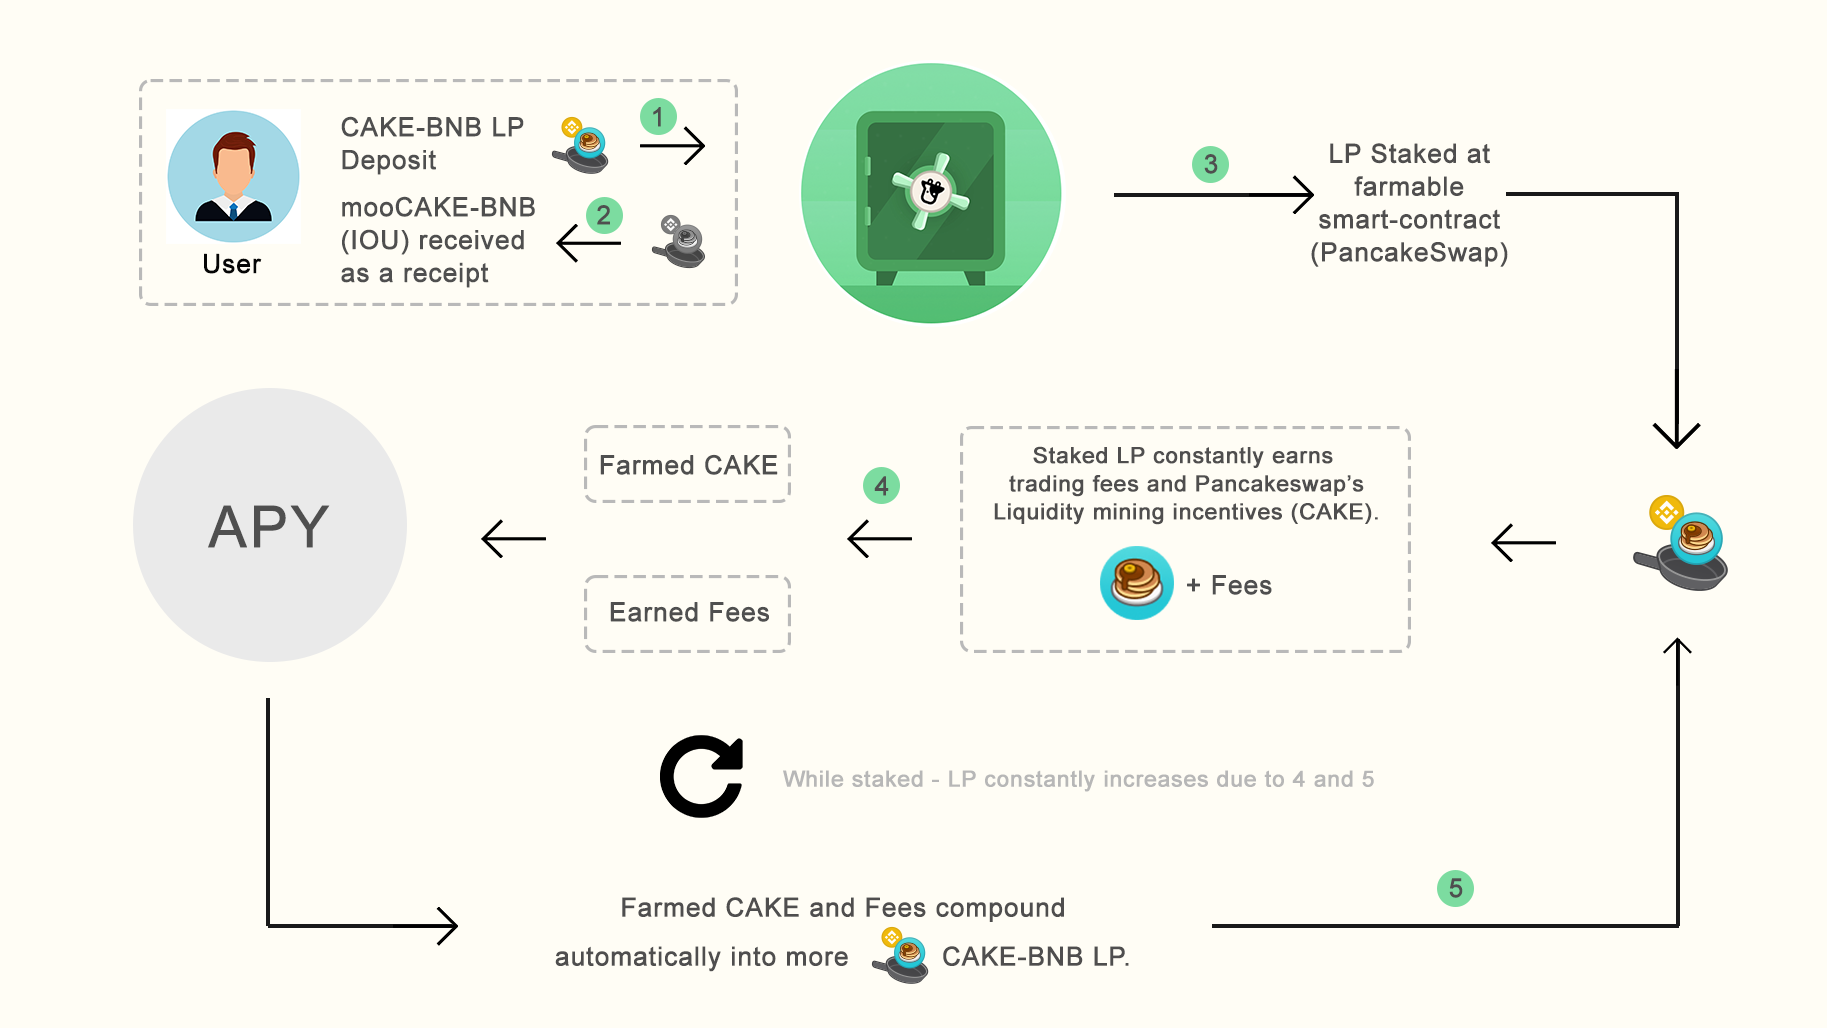 CAKE-BNB LP
Deposit
1
mooCAKE-BNB
(IOU) received
as a receipt
2
User
3
LP Staked at
farmable
smart-contract
(PancakeSwap)
Staked LP constantly earns
trading fees and Pancakeswap’s
Liquidity mining incentives (CAKE).
+ Fees
4
Farmed CAKE
Earned Fees
APY
While staked - LP constantly increases due to 4 and 5
5
Farmed CAKE and Fees compound
automatically into more CAKE-BNB LP.